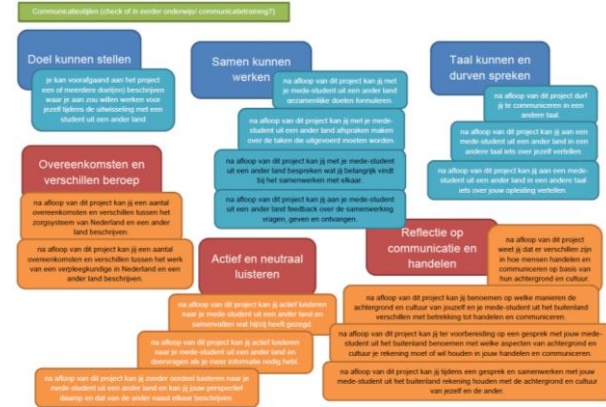 Communicatiestijlen (check of in eerder onderwijs/ communicatietraining?)
Doel kunnen stellen
je kan voorafgaand aan het project
een of meerdere doel(en) beschrijven
waar je aan zou willen werken voor
jezelf tijdens de uitwisseling met een
student uit een ander land
Samen kunnen
werken
na afloop van dit project kan jij met
je mede-student uit een ander land
gezamenlijke doelen formuleren.
na afloop van dit project kan jij met je mede-
student uit een ander land afspraken maken
over de taken die uitgevoerd moeten worden.
na afloop van dit project kan jij met je mede-student
uit een ander land bespreken wat jij belangrijk vindt
bij het samenwerken met elkaar
na afloop van dit project kan jij aan je mede-student
uit een ander land feedback over de samenwerking
vragen, geven en ontvangen.
Taal kunnen en
durven spreken
na afloop van dit project durf
jij te communiceren in een
andere taal.
na afloop van dit project kan jij aan een
mede-student uit een ander land in een
andere taal iets over jezelf vertellen.
na afloop van dit project kan jij aan een mede-
student uit een ander land in een andere taal
iets over jouw opleiding vertellen.
Overeenkomsten en
verschillen beroep
na afloop van dit project kan jij een aantal
overeenkomsten en verschillen tussen het
zorgsysteem van Nederland en een ander
land beschrijven.
na afloop van dit project kan jij een aantal
overeenkomsten en verschillen tussen het werk
van een verpleegkundige in Nederland en een
ander land beschrijven.
Actief en neutraal
luisteren
na afloop van dit project kan jij actief luisteren
naar je mede-student uit een ander land en
samenvatten wat hij/zij heeft gezegd.
na afloop van dit project kan jij actief luisteren
naar je mede-student uit een ander land en
doorvragen als je meer informatie nodig hebt.
na afloop van dit project kan jij zonder oordeel luisteren naar je
mede-student uit een ander land en kan jij jouw perspectief
daarop en dat van de ander naast elkaar beschrijven.
Reflectie op
communicatie en
handelen
na afloop van dit project
weet jij dat er verschillen zijn
in hoe mensen handelen
en communiceren op basis van
hun achtergrond en cultuur.
na afloop van dit project kan jij benoemen op welke manieren de
achtergrond en cultuur van jouzelf en je mede-student uit het buitenland
verschillen met betrekking tot handelen en communiceren.
na afloop van dit project kan jij ter voorbereiding op een gesprek met jouw mede-
student uit het buitenland benoemen met welke aspecten van achtergrond en
cultuur je rekening moet of wil houden in jouw handelen en communiceren.
na afloop van dit project kan jij tijdens een gesprek en samenwerken met jouw
mede-student uit het buitenland rekening houden met de achtergrond en cultuur
van jezelf en de ander.